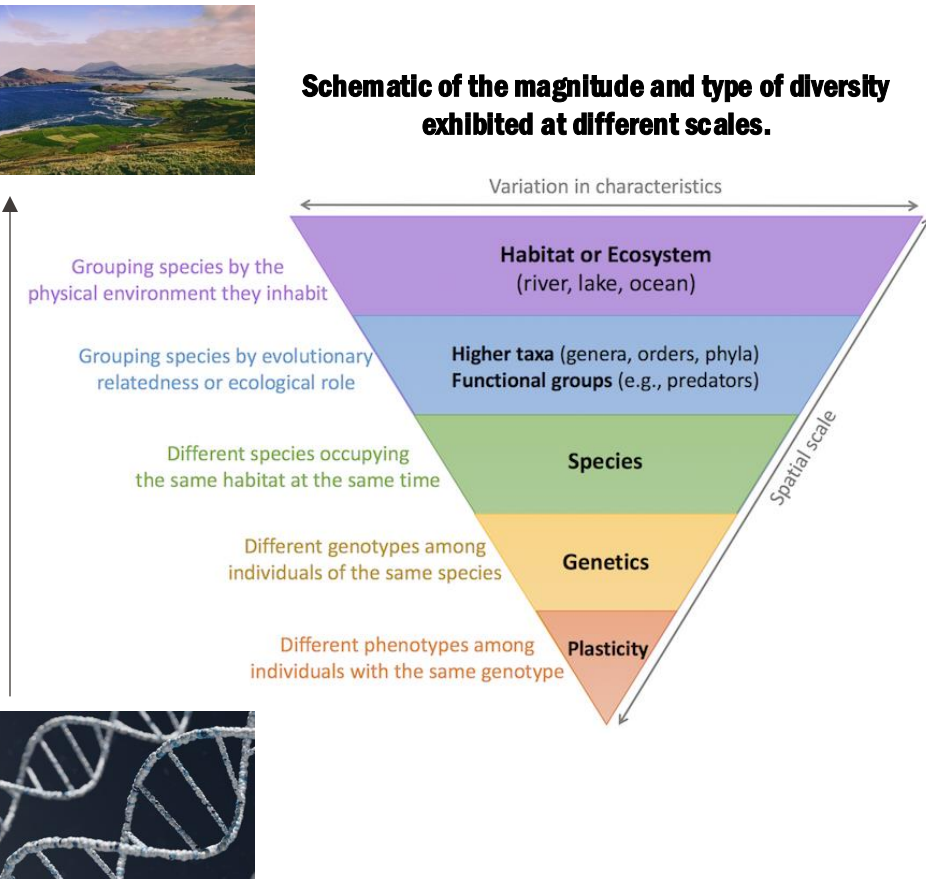 Schematic of the magnitude and type of diversity
exhibited at different scales.
Variation in characteristics
Grouping species by the
physical environment they inhabit
Habitat or Ecosystem
(river, lake, ocean)
Grouping species by evolutionary
relatedness or ecological role
Higher taxa (genera, orders, phyla)
Functional groups (e.g., predators)
Different species occupying
the same habitat at the same time
Species
Spatial scale
Different genotypes among
individuals of the same species
Genetics
Different phenotypes among
individuals with the same genotype
Plasticity